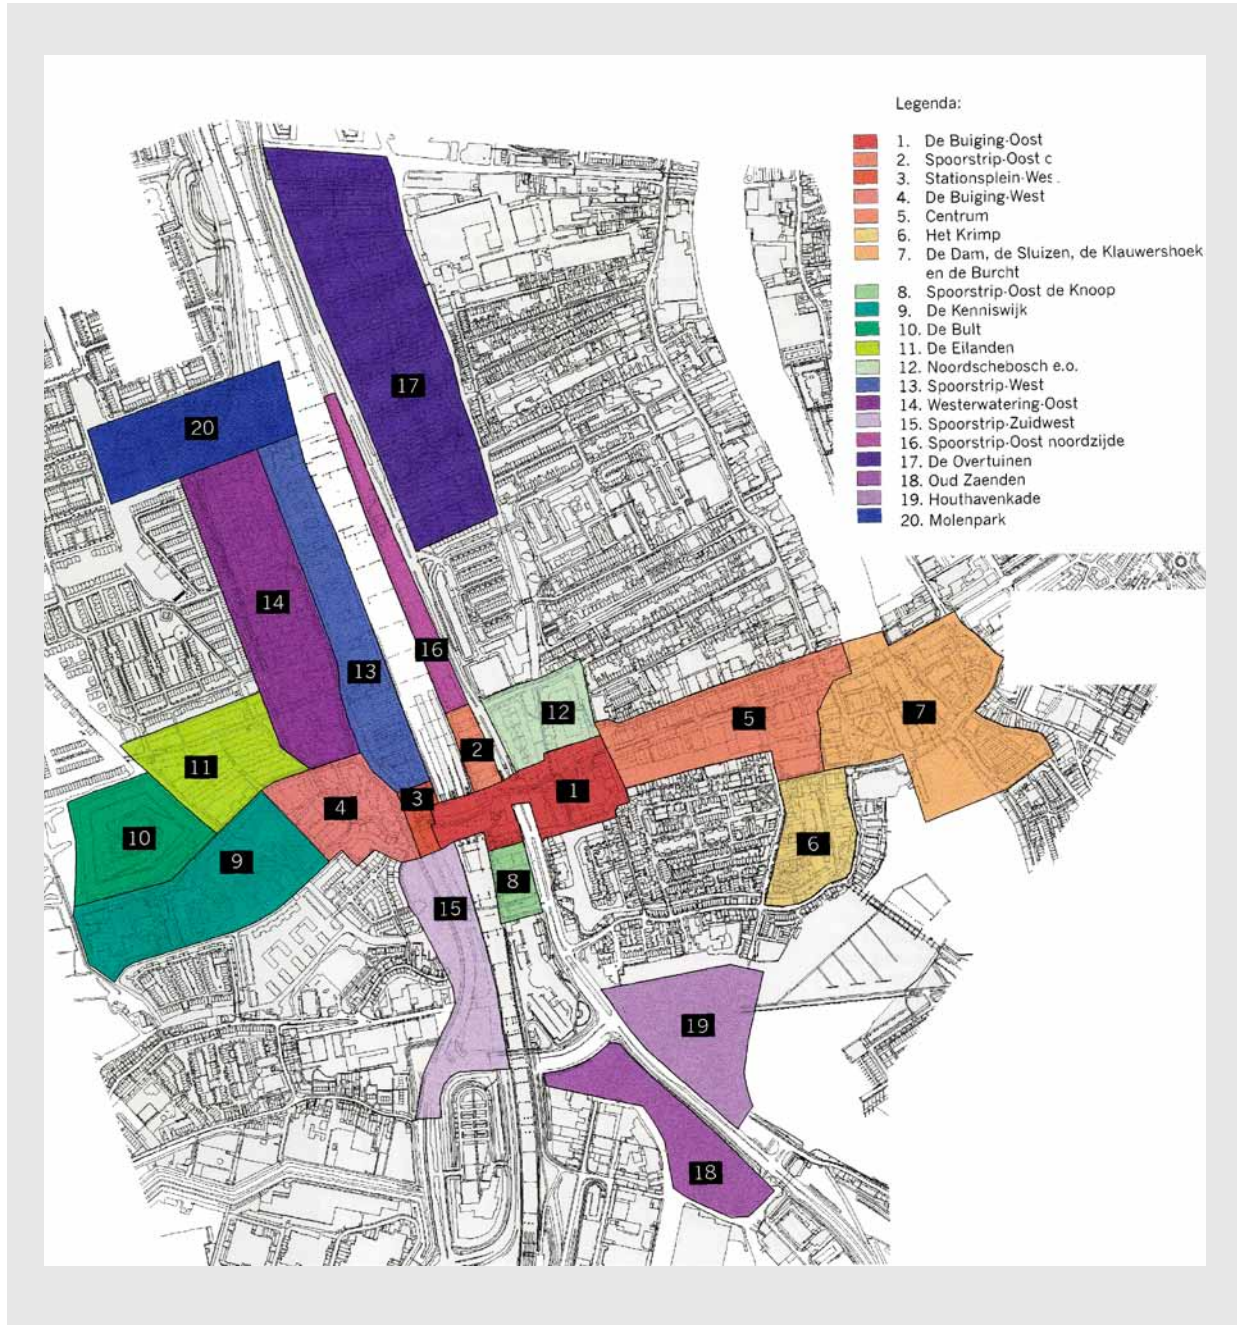 Legenda:
1. De Buiging-Oost
2. Spoorstrip-Oost c
3. Stationsplein-Wes
4. De Buiging-West
5. Centrum
6. Het Krimp
7. De Dam, de Sluizen, de Klauwershoek
en de Burcht
8. Spoorstrip-Oost de Knoop
9. De Kenniswijk
10. De Bult
11. De Eilanden
12. Noordschebosch e.o.
13. Spoorstrip-West
14. Westerwatering-Oost
15. Spoorstrip-Zuidwest
16. Spoorstrip-Oost noordzijde
17. De Overtuinen
18. Oud Zaenden
19. Houthavenkade
20. Molenpark
17
20
14
16
13
12
5
7
2
11
3
1
4
10
9
6
8
15
19
18